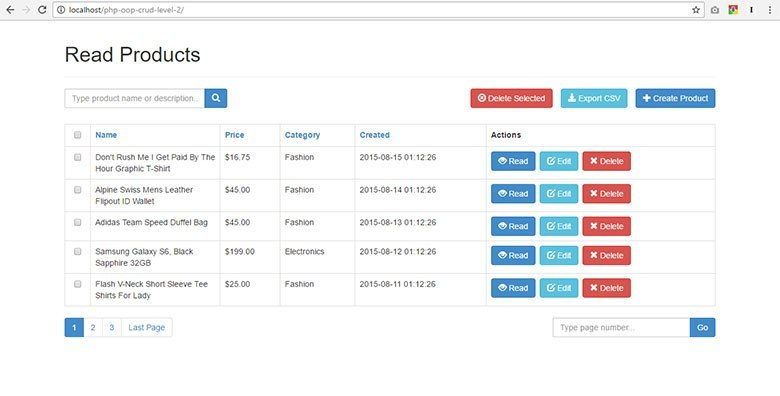 localhost/php-oop-crud-level-2/
Read Products
Type product name or description... Delete Selected Export CSV Create Product
Name Price Category Created Actions
Don't Rush Me I Get Paid By The $16.75 Fashion 2015-08-15 01:12:26 Read Edit Delete
Hour Graphic T-Shirt
Alpine Swiss Mens Leather $45.00 Fashion 2015-08-14 01:12:26 Read Edit Delete
Flipout ID Wallet
Adidas Team Speed Duffel Bag $45.00 Fashion 2015-08-13 01:12:26 Read Edit Delete
Samsung Galaxy S6, Black $199.00 Electronics 2015-08-12 01:12:26 Read Edit Delete
Sapphire 32GB
Flash V-Neck Short Sleeve Tee $25.00 Fashion 2015-08-11 01:12:26 Read Edit Delete
Shirts For Lady
1 2 3 Last Page Type page number... Go